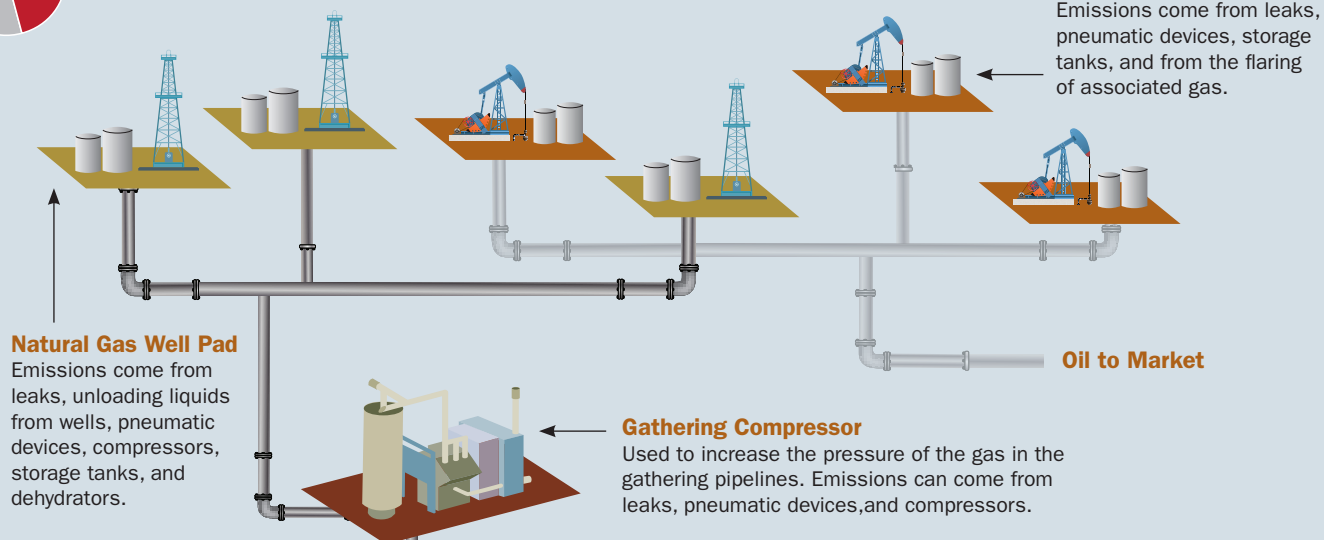 Emissions come from leaks,
pneumatic devices, storage
tanks, and from the flaring
of associated gas.
Natural Gas Well Pad
Emissions come from
leaks, unloading liquids
from wells, pneumatic
devices, compressors,
storage tanks, and
dehydrators.
Oil to Market
Gathering Compressor
Used to increase the pressure of the gas in the
gathering pipelines. Emissions can come from
leaks, pneumatic devices,and compressors.